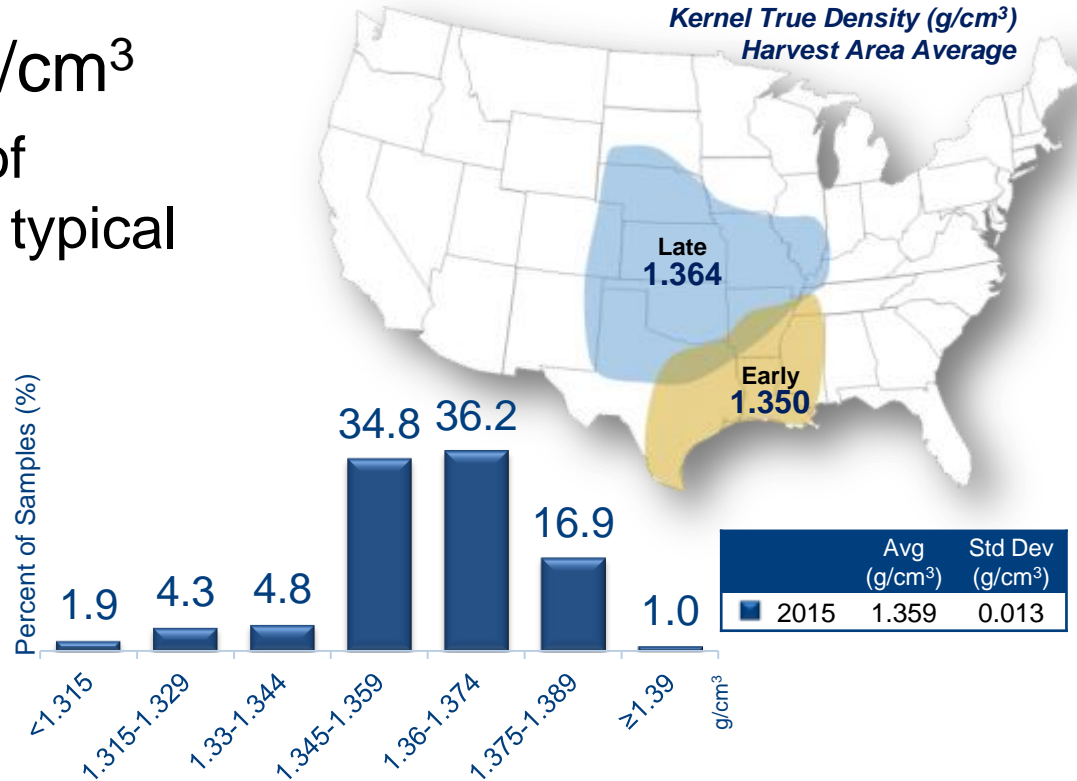 /cm³
of
typical
Kernel True Density (g/cm³)
Harvest Area Average
Late
1.364
Early
1.350
Percent of Samples (%)
1.9
4.3
4.8
34.8
36.2
16.9
1.0
<1.315
1.315-1.329
1.33-1.344
1.345-1.359
1.36-1.374
1.375-1.389
≥1.39
g/cm³
Avg Std Dev
(g/cm³) (g/cm³)
2015 1.359 0.013